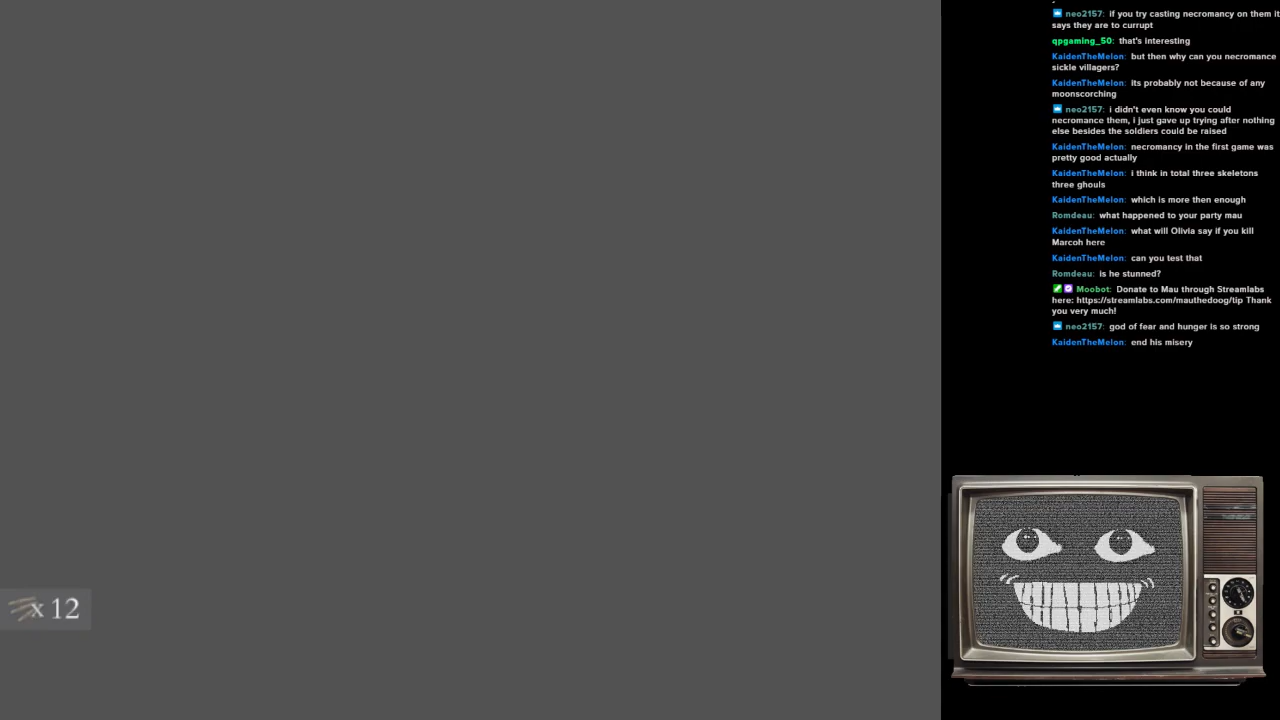 neo2157: if you try casting necromancy on them it
says they are to currupt
qpgaming_50: that's interesting
KaidenTheMelon: but then why can you necromance
sickle villagers?
KaidenTheMelon: its probably not because of any
moonscorching
neo2157: i didn't even know you could
necromance them, i just gave up trying after nothing
else besides the soldiers could be raised
KaidenTheMelon: necromancy in the first game was
pretty good actually
KaidenTheMelon: i think in total three skeletons
three ghouls
KaidenTheMelon: which is more then enough
Romdeau: what happened to your party mau
KaidenTheMelon: what will Olivia say if you kill
Marcoh here
KaidenTheMelon: can you test that
Romdeau: is he stunned?
Moobot: Donate to Mau through Streamlabs
here: https://streamlabs.com/mauthedoog/tip Thank
you very much!
neo2157: god of fear and hunger is so strong
KaidenTheMelon: end his misery
x 12